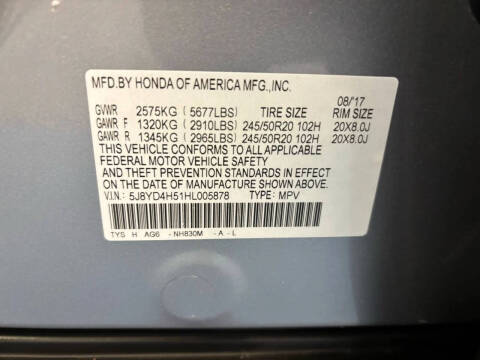 MFD.BY HONDA OF AMERICA MFG.,INC.
08/'17
GVWR 2575KG (5677LBS) TIRE SIZE RIM SIZE
GAWR F 1320KG (2910LBS) 245/50R20 102H 20X8.0J
GAWR R 1345KG (2965LBS) 245/50R20 102H 20X8.0J
THIS VEHICLE CONFORMS TO ALL APPLICABLE
FEDERAL MOTOR VEHICLE SAFETY
AND THEFT PREVENTION STANDARDS IN EFFECT
ON THE DATE OF MANUFACTURE SHOWN ABOVE.
V.I.N.: 5J8YD4H51HL005878 TYPE: MPV
TYS H AG6 -NH830M -A -L